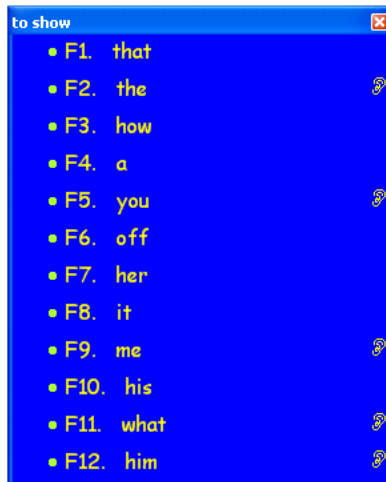 to show
F1. that
F2. the
F3. how
F4. a
F5. you
F6. off
F7. her
F8. it
F9. me
F10. his
F11. what
F12. him